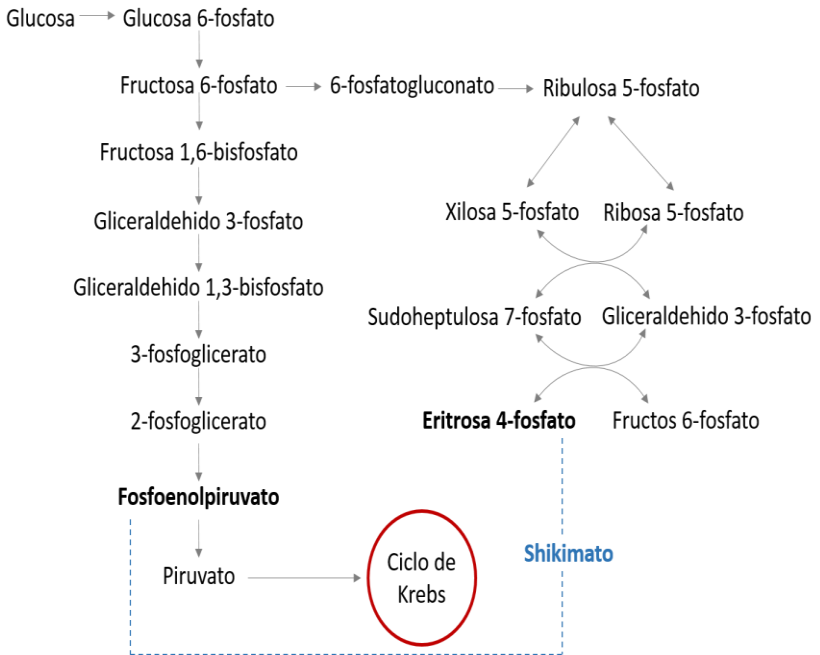 Glucosa
Glucosa 6-fosfato
Fructosa 6-fosfato
6-fosfatogluconato
Ribulosa 5-fosfato
Fructosa 1,6-bisfosfato
Gliceraldehido 3-fosfato
Xilosa 5-fosfato
Ribosa 5-fosfato
Gliceraldehido 1,3-bisfosfato
Sudoheptulosa 7-fosfato
Gliceraldehido 3-fosfato
3-fosfoglicerato
2-fosfoglicerato
Eritrosa 4-fosfato
Fructos 6-fosfato
Fosfoenolpiruvato
Shikimato
Piruvato
Ciclo de
Krebs